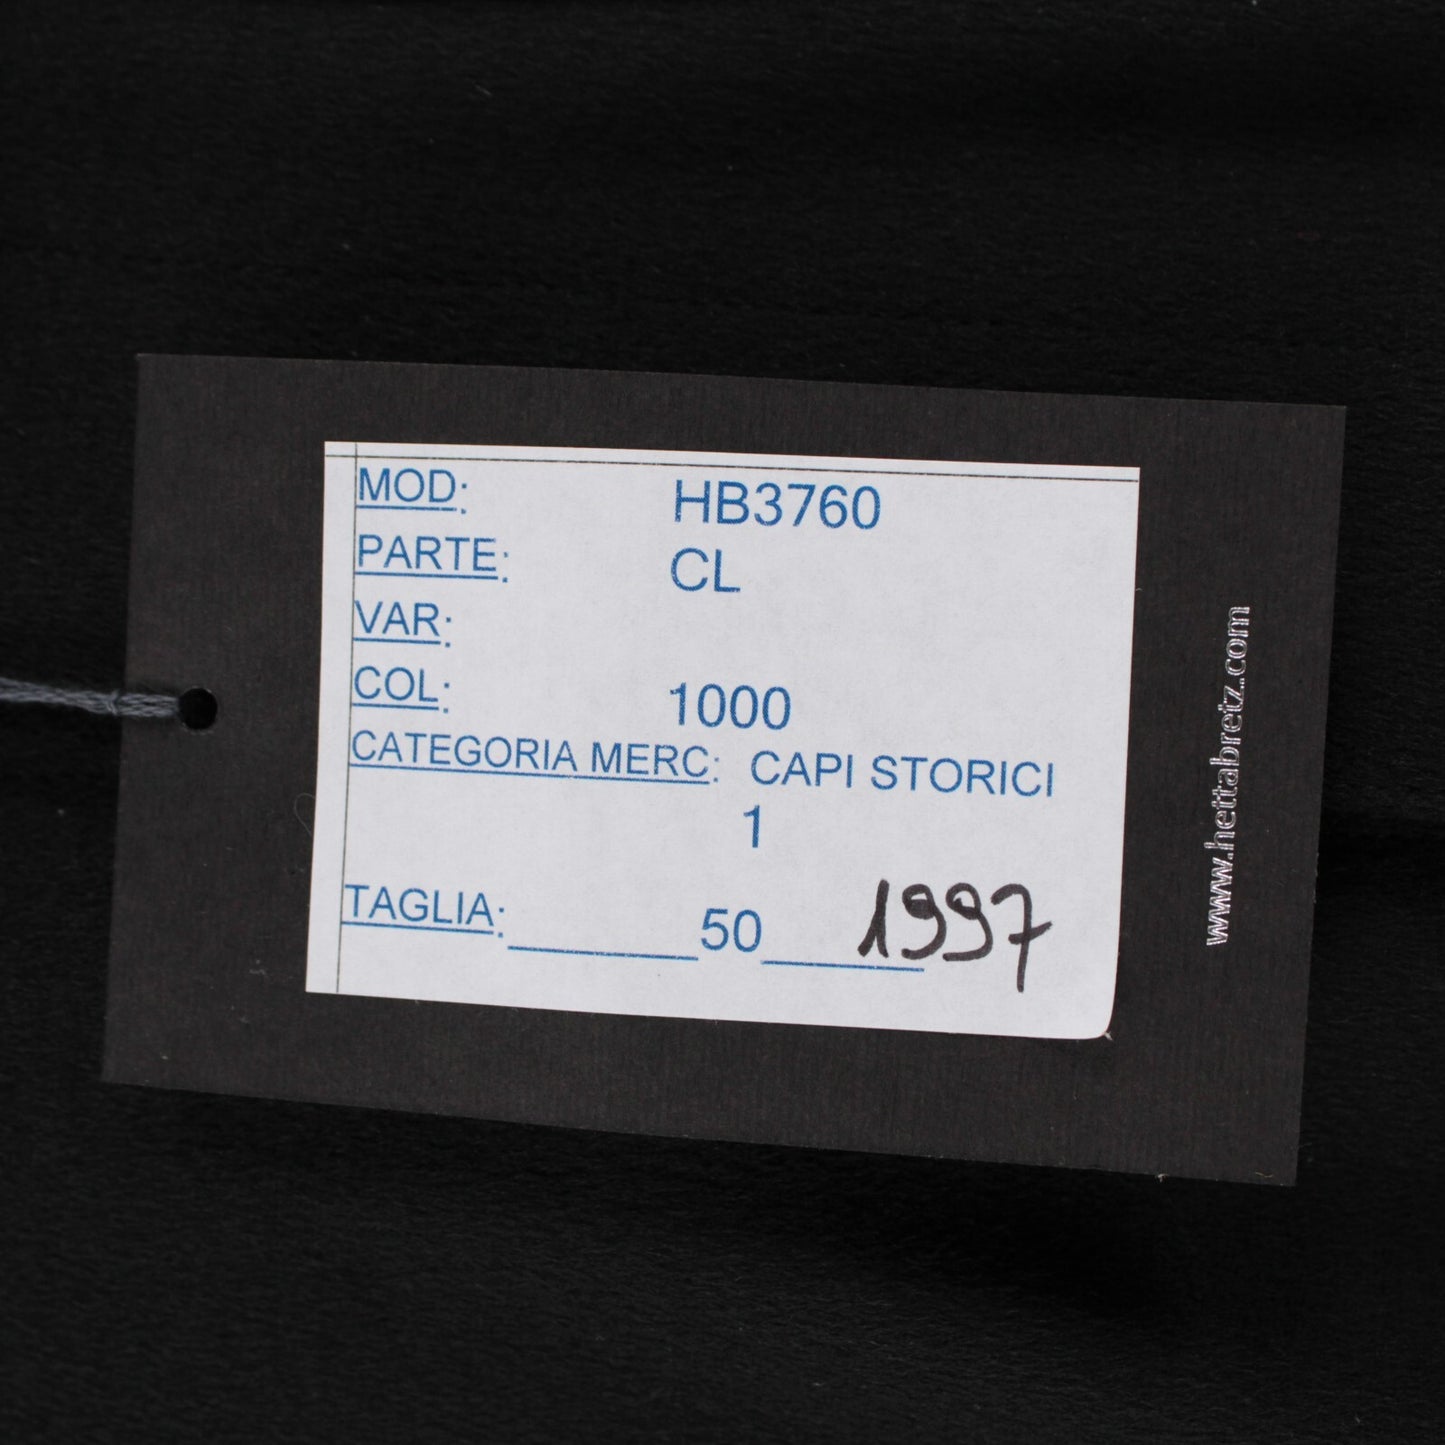 MOD: HB3760
PARTE: CL
VAR:
COL: 1000
CATEGORIA MERC: CAPI STORICI
1
TAGLIA: 50 1997
www.hettabretz.com